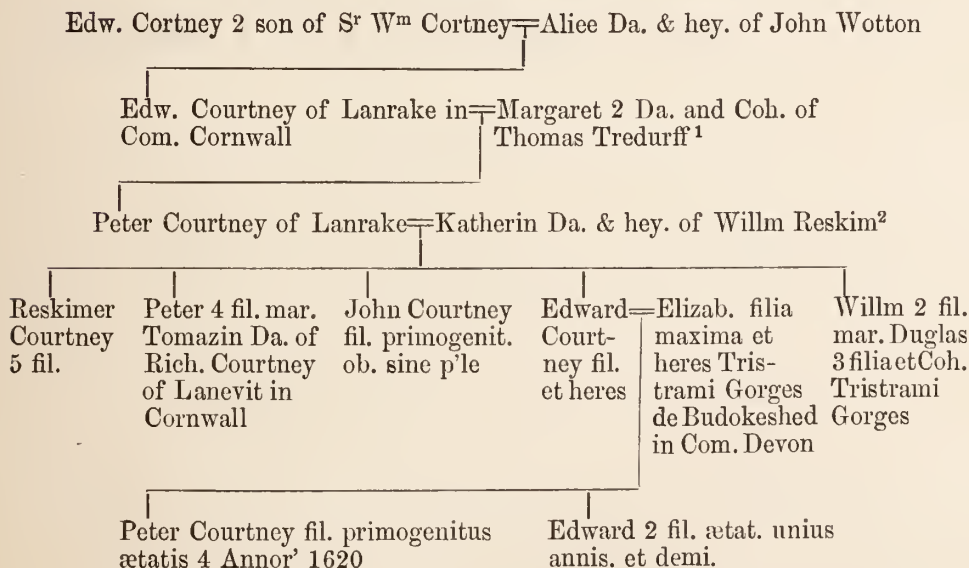 Edw. Cortney 2 son of Sʳ Wᵐ Cortney=Aliee Da. & hey. of John Wotton
Edw. Courtney of Lanrake in=Margaret 2 Da. and Coh. of
Com. Cornwall
Thomas Tredurff¹
Peter Courtney of Lanrake=Katherin Da. & hey. of Willm Reskim²
Reskimer
Courtney
5 fil.
Peter 4 fil. mar.
Tomazin Da. of
Rich. Courtney
of Lanevit in
Cornwall
John Courtney
fil. primogenit.
ob. sine p'le
Edward=
Court-
ney fil.
et heres
Elizab. filia
maxima et
heres Tris-
trami Gorges
de Budokeshed
in Com. Devon
Willm 2 fil.
mar. Duglas
3 filia et Coh.
Tristrami
Gorges
Peter Courtney fil. primogenitus
ætatis 4 Annor' 1620
Edward 2 fil. ætat. unius
annis. et demi.